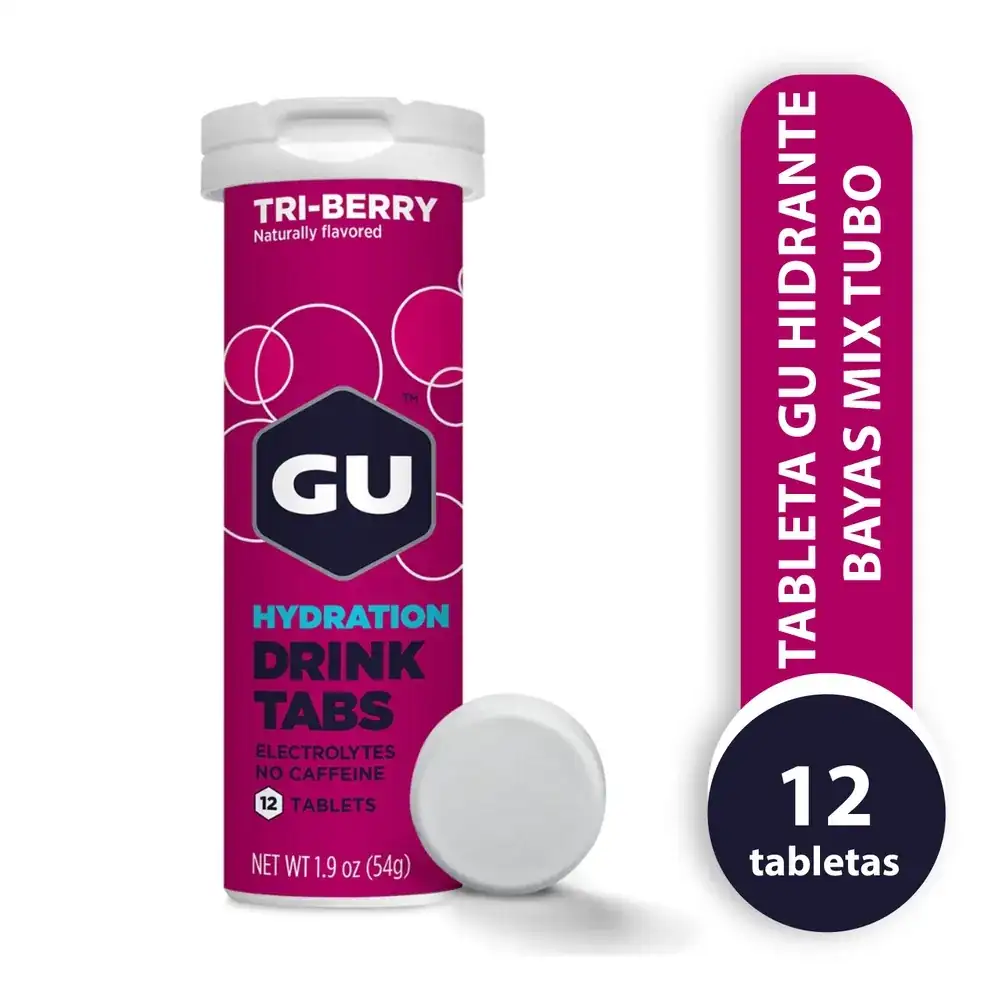 TRI-BERRY
Naturally flavored
TM
GU
HYDRATION
DRINK
TABS
ELECTROLYTES
NO CAFFEINE
12 TABLETS
NET WT 1.9 oz (54g)
TABLETA GU HIDRANTE
BAYAS MIX TUBO
12
tabletas